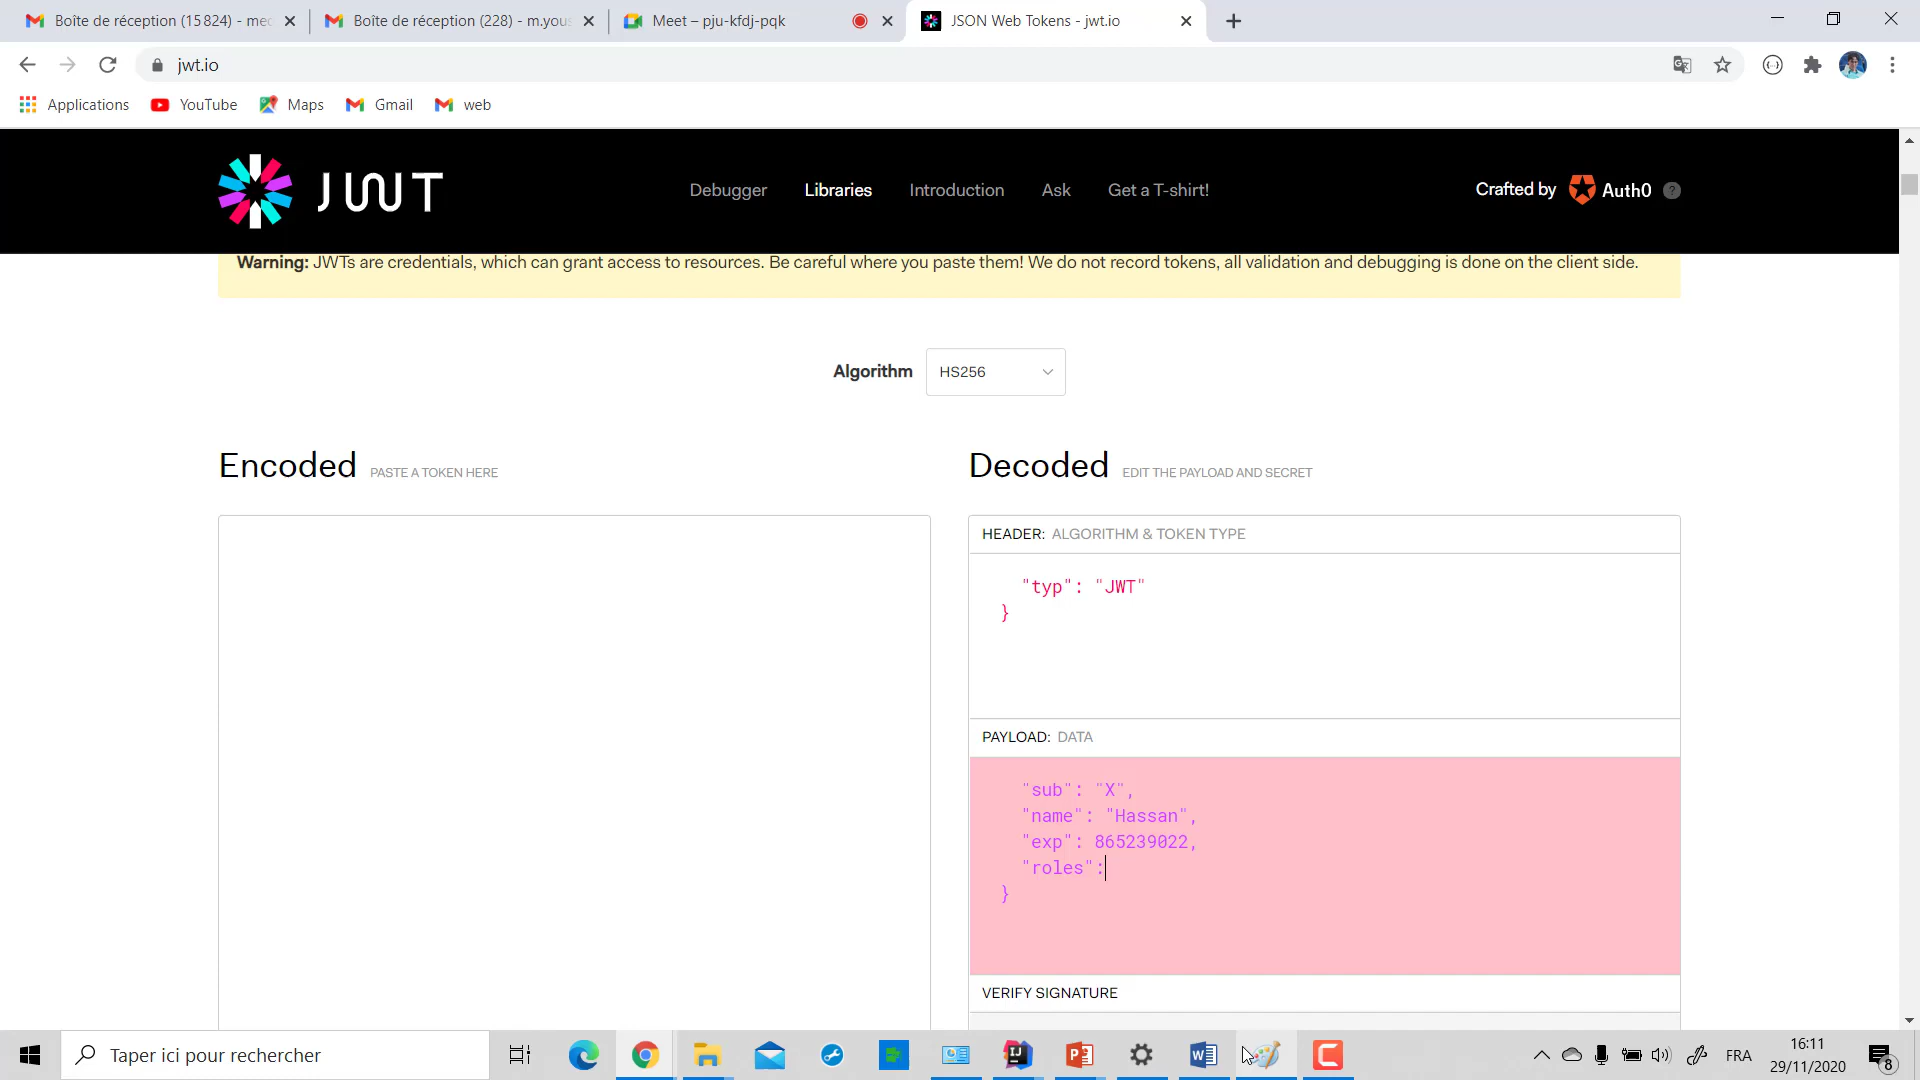 Boîte de réception (15 824) - mec
Boîte de réception (228) - m.yous
Meet – pju-kfdj-pqk
JSON Web Tokens - jwt.io
jwt.io
Applications
YouTube
Maps
Gmail
web
JWT
Debugger
Libraries
Introduction
Ask
Get a T-shirt!
Crafted by
Auth0
?
Warning: JWTs are credentials, which can grant access to resources. Be careful where you paste them! We do not record tokens, all validation and debugging is done on the client side.
Algorithm
HS256
Encoded PASTE A TOKEN HERE
Decoded EDIT THE PAYLOAD AND SECRET
HEADER: ALGORITHM & TOKEN TYPE
"typ": "JWT"
}
PAYLOAD: DATA
"sub": "X",
"name": "Hassan",
"exp": 865239022,
"roles":
}
VERIFY SIGNATURE
Taper ici pour rechercher
FRA
16:11
29/11/2020
8